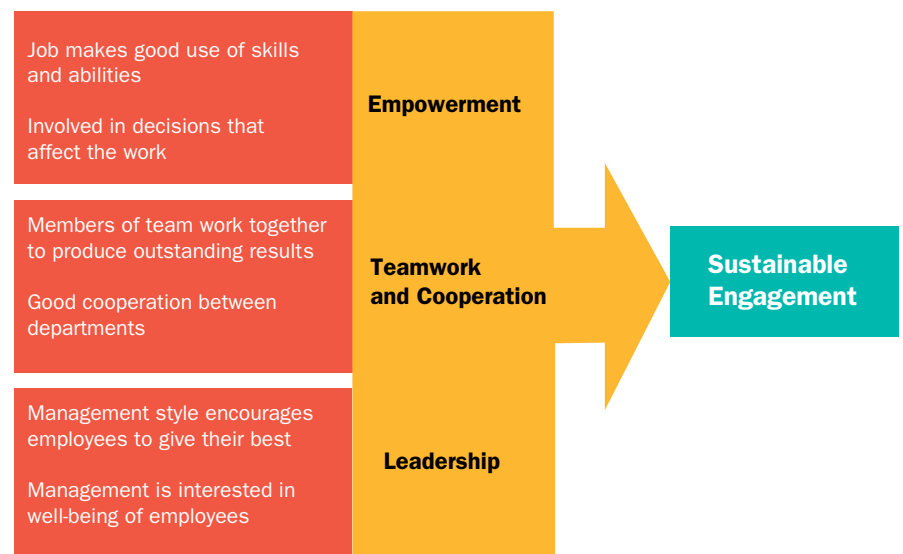 Job makes good use of skills
and abilities
Involved in decisions that
affect the work
Empowerment
Members of team work together
to produce outstanding results
Good cooperation between
departments
Teamwork
and Cooperation
Management style encourages
employees to give their best
Management is interested in
well-being of employees
Leadership
Sustainable
Engagement